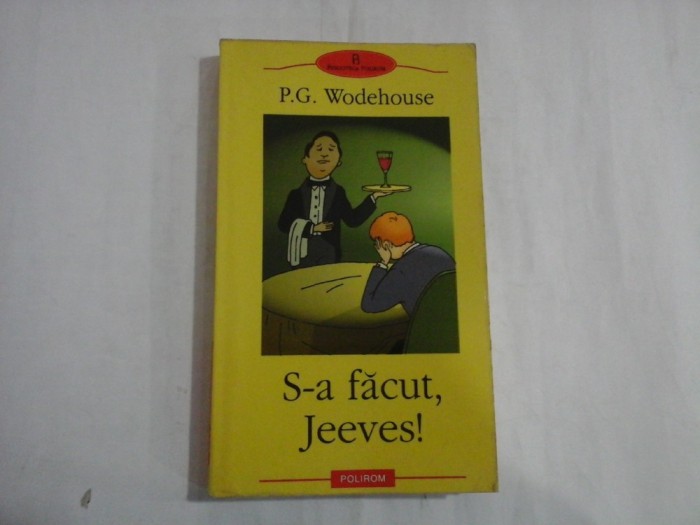 P.G. Wodehouse
S-a făcut,
Jeeves!
POLIROM